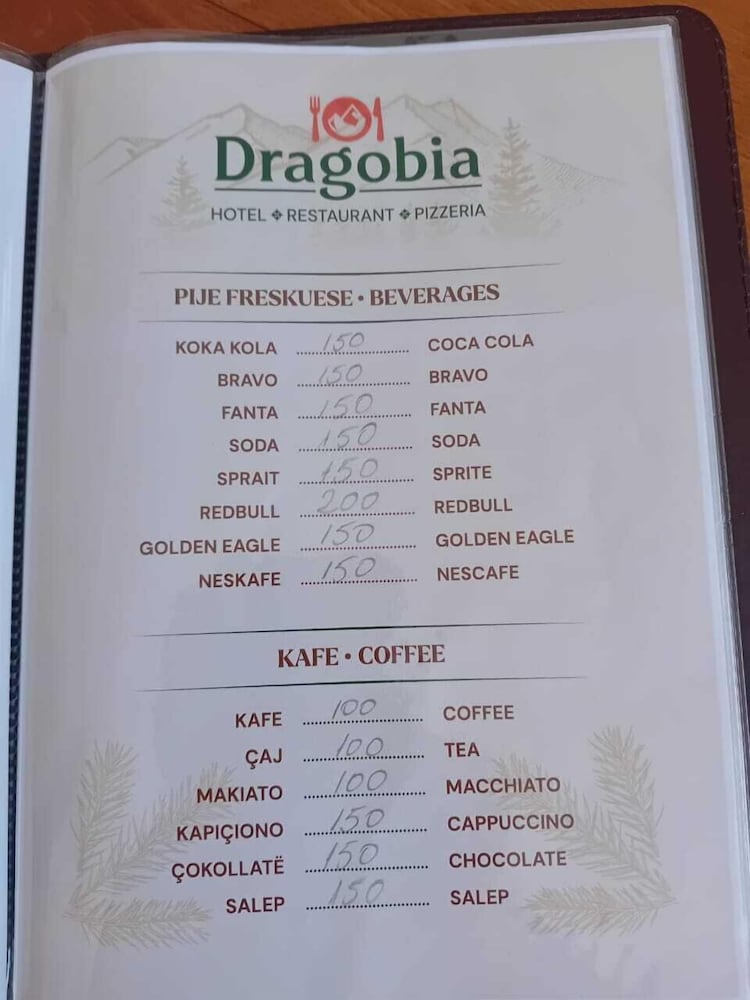 Dragobia
HOTEL ❖ RESTAURANT ❖ PIZZERIA
PIJE FRESKUESE • BEVERAGES
KOKA KOLA ........ 150 ........ COCA COLA
BRAVO ........ 150 ........ BRAVO
FANTA ........ 150 ........ FANTA
SODA ........ 150 ........ SODA
SPRAIT ........ 150 ........ SPRITE
REDBULL ........ 200 ........ REDBULL
GOLDEN EAGLE ........ 150 ........ GOLDEN EAGLE
NESKAFE ........ 150 ........ NESCAFE
KAFE • COFFEE
KAFE ........ 100 ........ COFFEE
ÇAJ ........ 100 ........ TEA
MAKIATO ........ 100 ........ MACCHIATO
KAPIÇIONO ........ 150 ........ CAPPUCCINO
ÇOKOLLATË ........ 150 ........ CHOCOLATE
SALEP ........ 150 ........ SALEP